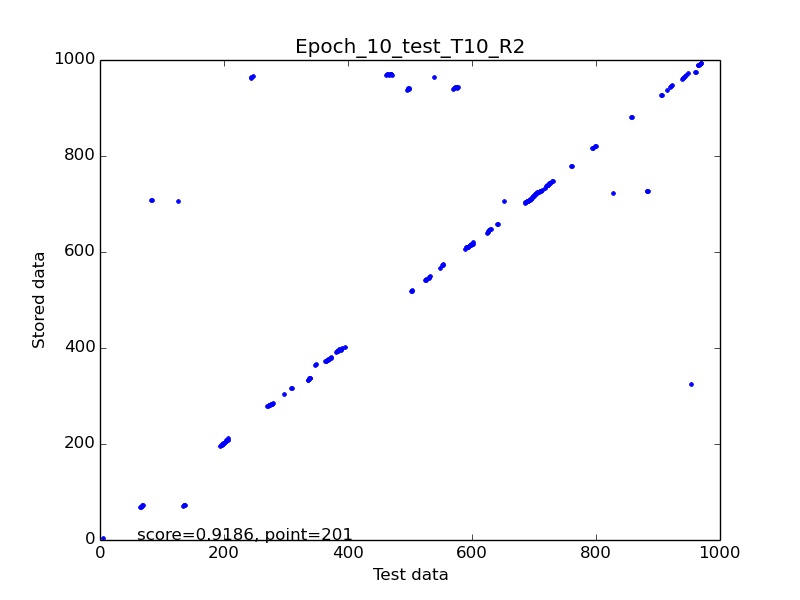 Epoch_10_test_T10_R2
1000
800
600
400
200
0
Stored data
score=0.9186, point=201
0 200 400 600 800 1000
Test data